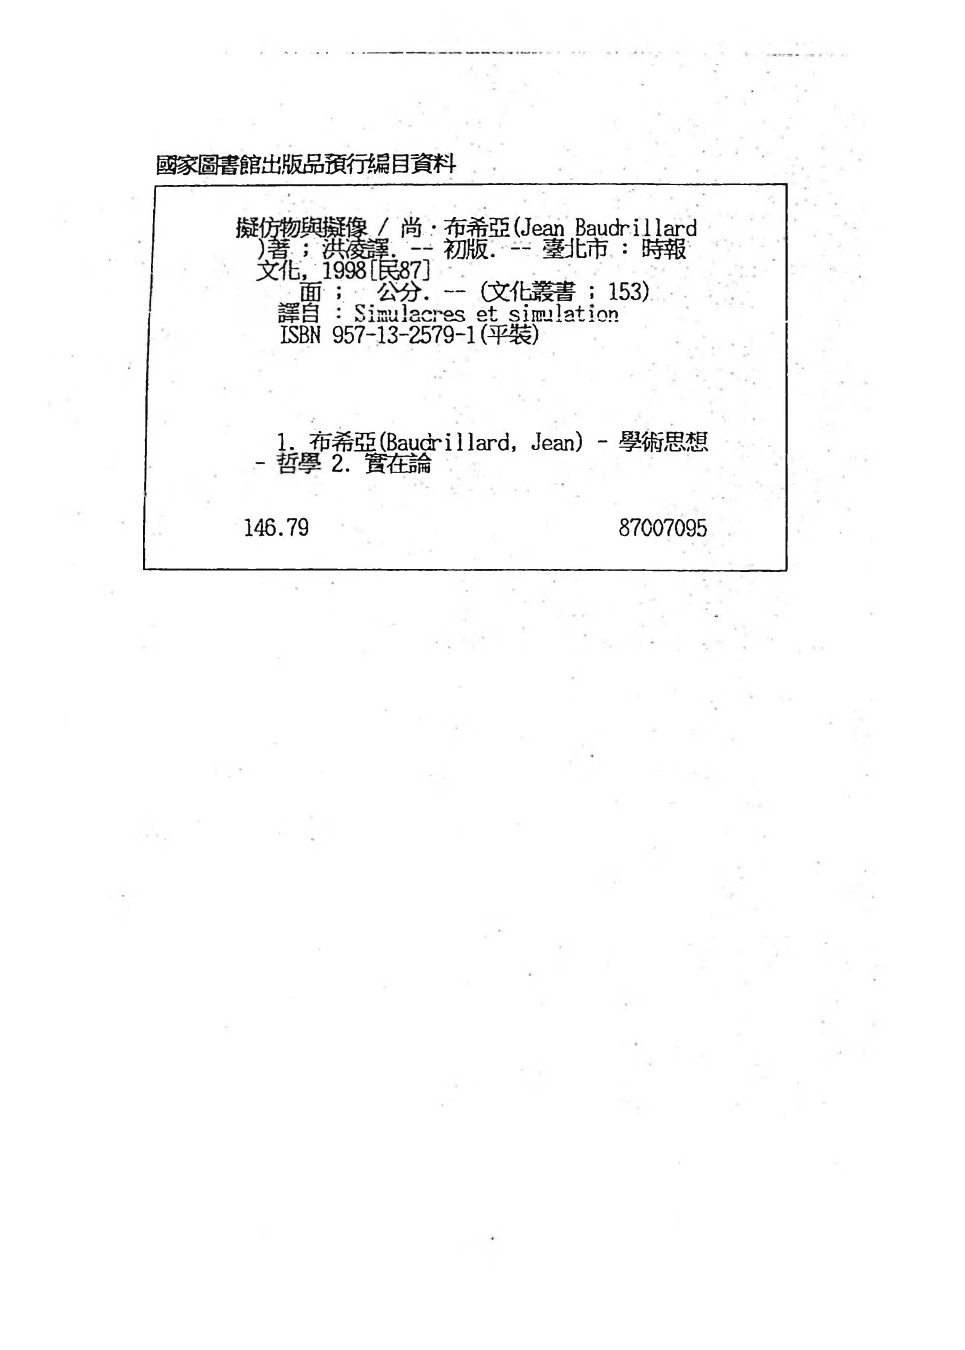 國家圖書館出版品預行編目資料
擬仿物與擬像 / 尚·布希亞(Jean Baudrillard
)著 ; 洪凌譯. -- 初版. -- 臺北市 : 時報
文化, 1998[民87]
面 ; 公分. -- (文化叢書 ; 153)
譯自 : Simulacres et simulation
ISBN 957-13-2579-1(平裝)
1. 布希亞(Baudrillard, Jean) - 學術思想
- 哲學 2. 實在論
146.79 87007095